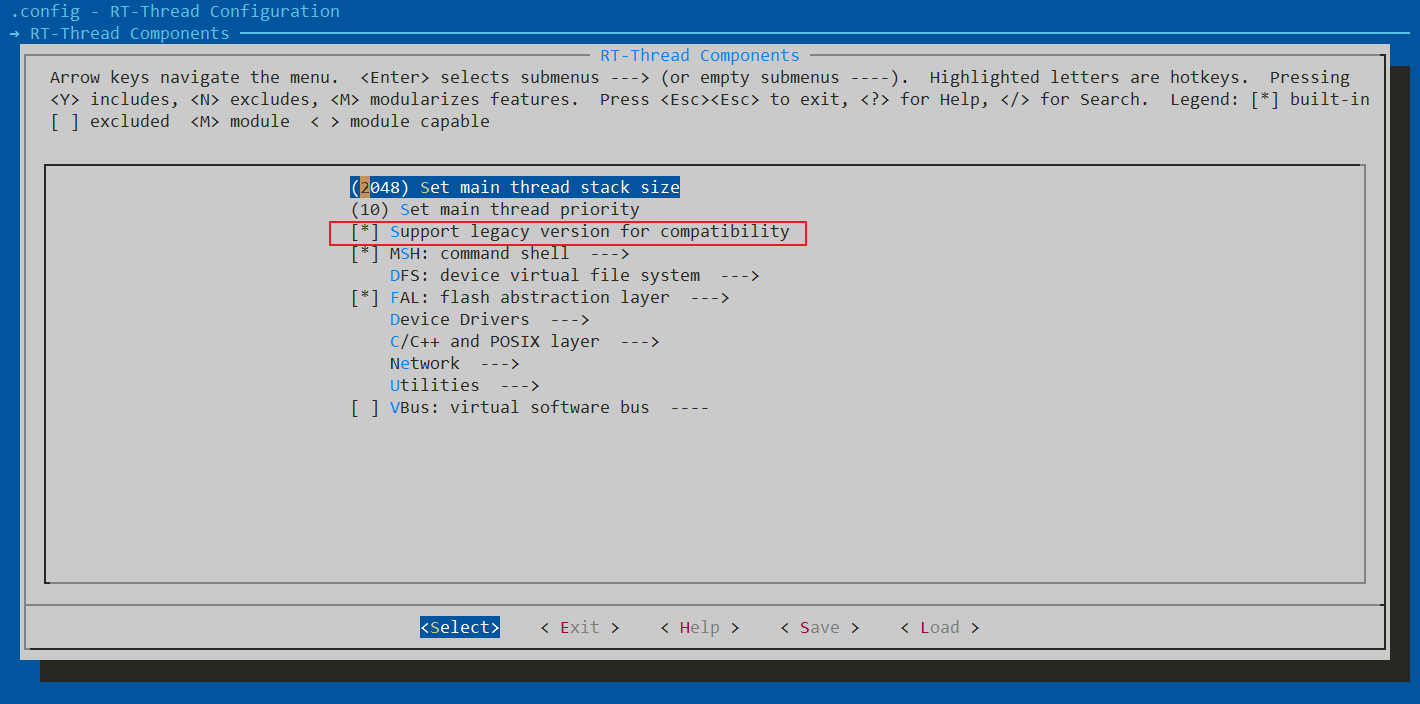 .config - RT-Thread Configuration
→ RT-Thread Components
RT-Thread Components
Arrow keys navigate the menu.  <Enter> selects submenus ---> (or empty submenus ----).  Highlighted letters are hotkeys.  Pressing
<Y> includes, <N> excludes, <M> modularizes features.  Press <Esc><Esc> to exit, <?> for Help, </> for Search.  Legend: [*] built-in
[ ] excluded  <M> module  < > module capable
(2048) Set main thread stack size
(10) Set main thread priority
[*] Support legacy version for compatibility
[*] MSH: command shell  --->
DFS: device virtual file system  --->
[*] FAL: flash abstraction layer  --->
Device Drivers  --->
C/C++ and POSIX layer  --->
Network  --->
Utilities  --->
[ ] VBus: virtual software bus  ----
<Select>    < Exit >    < Help >    < Save >    < Load >